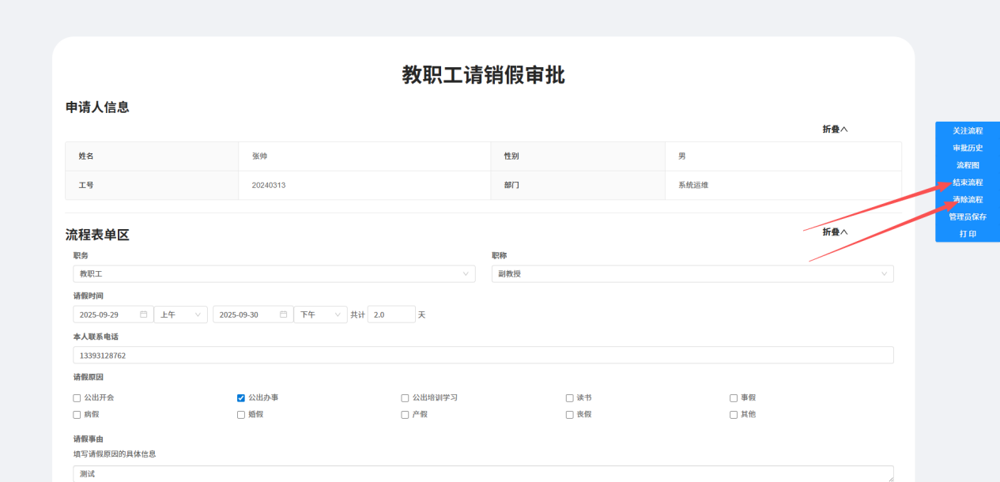 教职工请销假审批
申请人信息
折叠
姓名 张帅 性别 男
工号 20240313 部门 系统运维
流程表单区
折叠
职务 职称
教职工 副教授
请假时间
2025-09-29 上午 2025-09-30 下午 共计 2.0 天
本人联系电话
13393128762
请假原因
公出开会 公出办事 公出培训学习 读书 事假
病假 婚假 产假 丧假 其他
请假事由
填写请假原因的具体信息
测试
关注流程
审批历史
流程图
结束流程
清除流程
管理员保存
打印